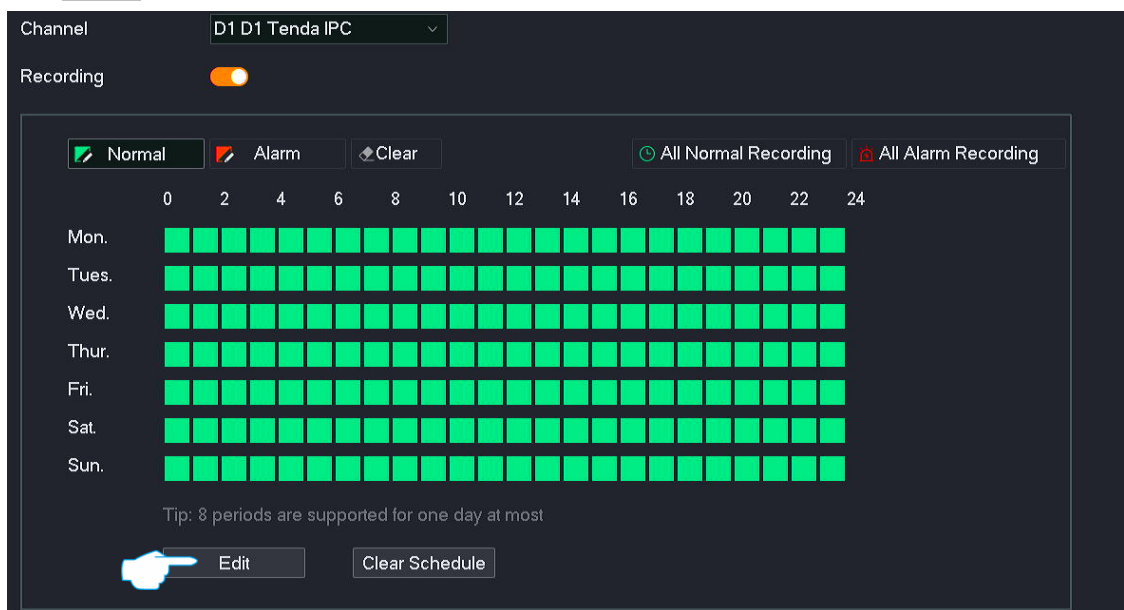 Channel D1 D1 Tenda IPC
Recording
Normal Alarm Clear All Normal Recording All Alarm Recording
0 2 4 6 8 10 12 14 16 18 20 22 24
Mon.
Tues.
Wed.
Thur.
Fri.
Sat.
Sun.
Tip: 8 periods are supported for one day at most
Edit Clear Schedule